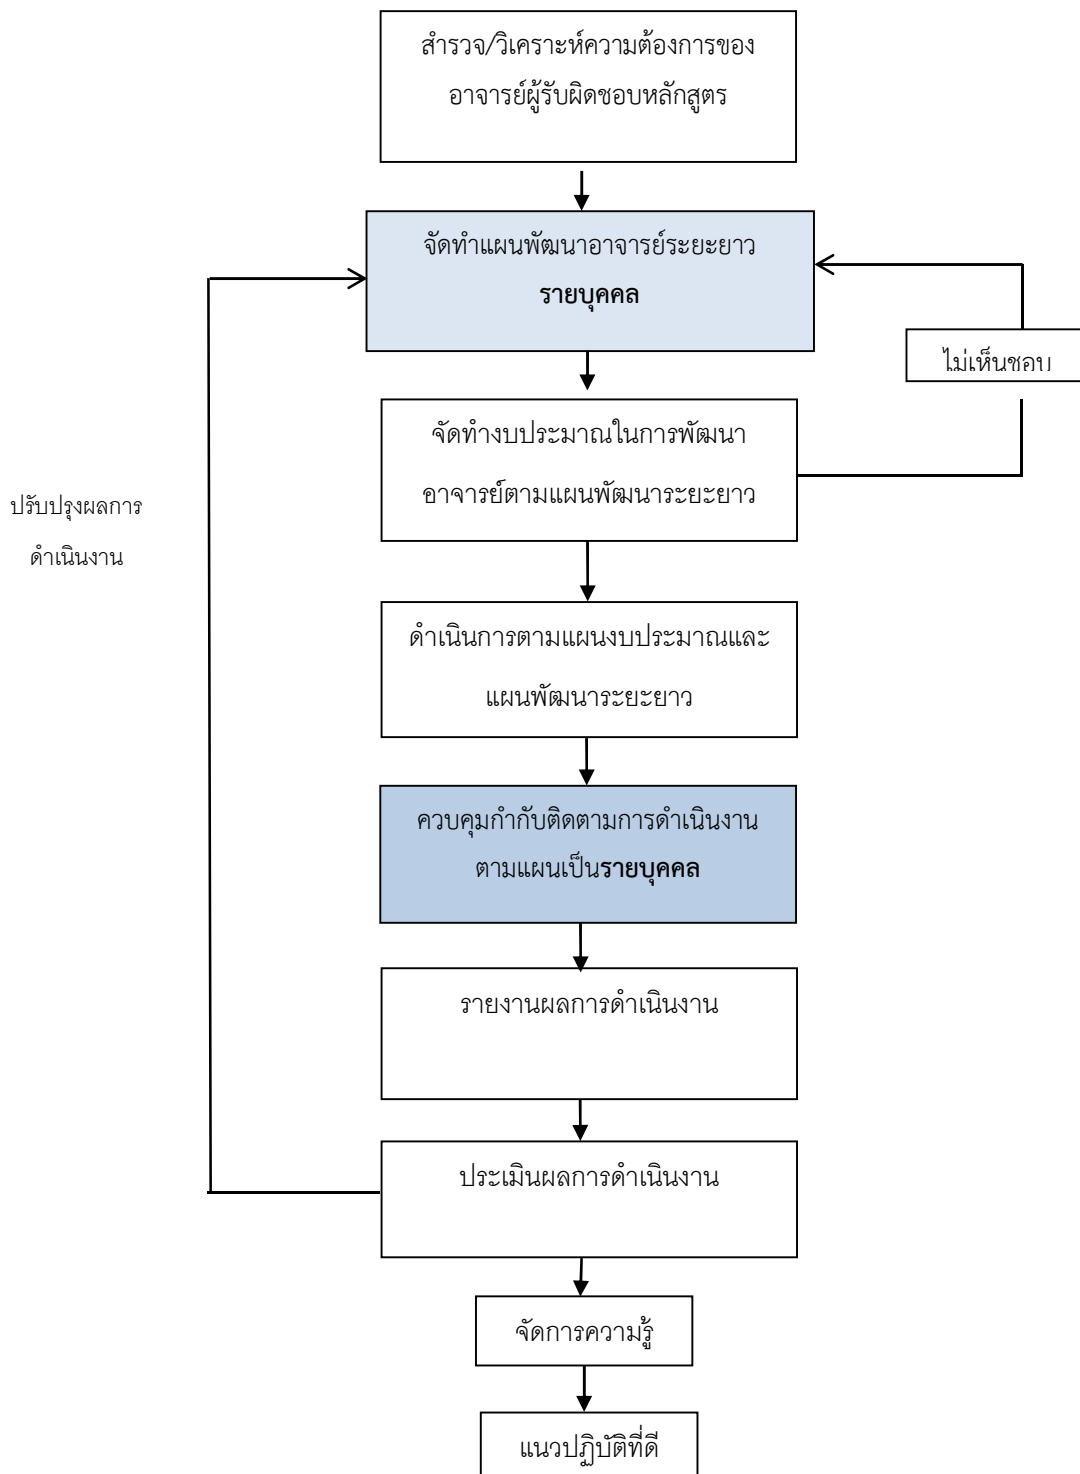 สำรวจ/วิเคราะห์ความต้องการของ
อาจารย์ผู้รับผิดชอบหลักสูตร
จัดทำแผนพัฒนาอาจารย์ระยะยาว
รายบุคคล
ไม่เห็นชอบ
จัดทำงบประมาณในการพัฒนา
อาจารย์ตามแผนพัฒนาระยะยาว
ปรับปรุงผลการ
ดำเนินงาน
ดำเนินการตามแผนงบประมาณและ
แผนพัฒนาระยะยาว
ควบคุมกำกับติดตามการดำเนินงาน
ตามแผนเป็นรายบุคคล
รายงานผลการดำเนินงาน
ประเมินผลการดำเนินงาน
จัดการความรู้
แนวปฏิบัติที่ดี